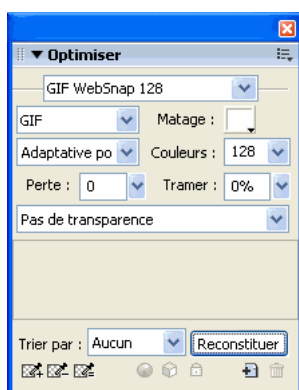 Optimiser
GIF WebSnap 128
GIF Matage :
Adaptative po Couleurs : 128
Perte : 0 Tramer : 0%
Pas de transparence
Trier par : Aucun Reconstituer